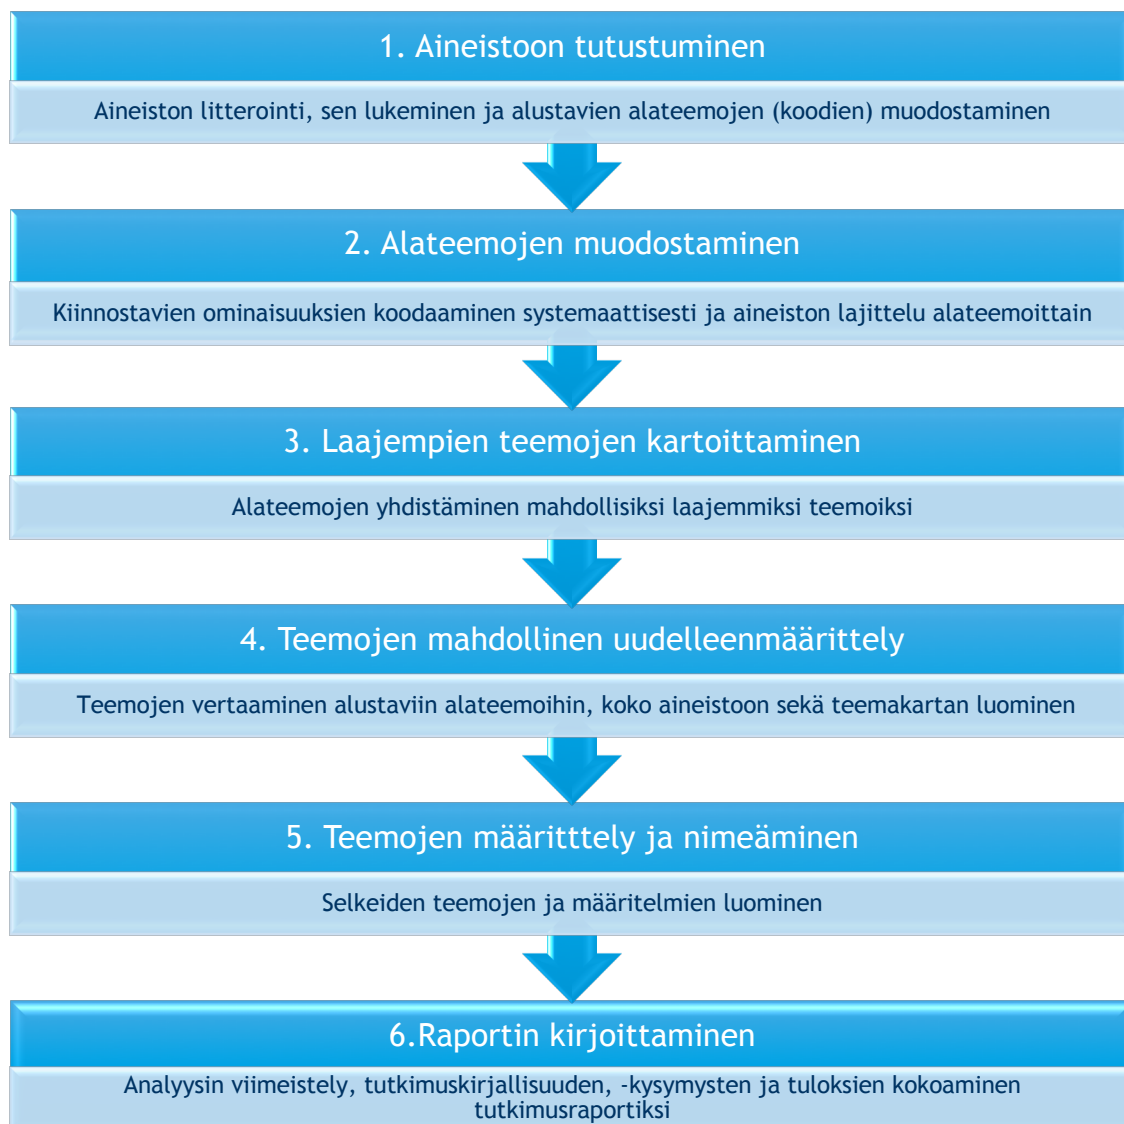 1. Aineistoon tutustuminen
Aineiston litterointi, sen lukeminen ja alustavien alateemojen (koodien) muodostaminen
2. Alateemojen muodostaminen
Kiinnostavien ominaisuuksien koodaaminen systemaattisesti ja aineiston lajittelu alateemoittain
3. Laajempien teemojen kartoittaminen
Alateemojen yhdistäminen mahdollisiksi laajemmiksi teemoiksi
4. Teemojen mahdollinen uudelleenmäärittely
Teemojen vertaaminen alustaviin alateemoihin, koko aineistoon sekä teemakartan luominen
5. Teemojen määritttely ja nimeäminen
Selkeiden teemojen ja määritelmien luominen
6.Raportin kirjoittaminen
Analyysin viimeistely, tutkimuskirjallisuuden, -kysymysten ja tuloksien kokoaminen
tutkimusraportiksi